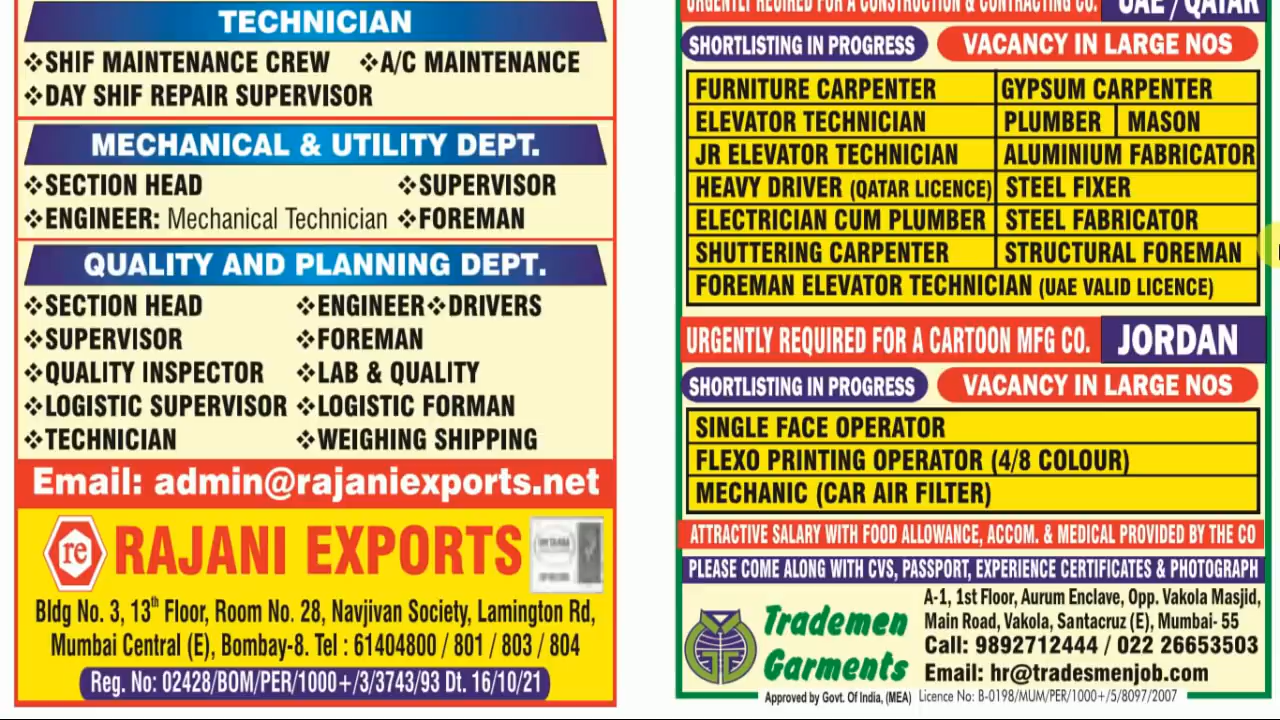 TECHNICIAN
❖SHIF MAINTENANCE CREW ❖A/C MAINTENANCE
❖DAY SHIF REPAIR SUPERVISOR
MECHANICAL & UTILITY DEPT.
❖SECTION HEAD ❖SUPERVISOR
❖ENGINEER: Mechanical Technician ❖FOREMAN
QUALITY AND PLANNING DEPT.
❖SECTION HEAD ❖ENGINEER❖DRIVERS
❖SUPERVISOR ❖FOREMAN
❖QUALITY INSPECTOR ❖LAB & QUALITY
❖LOGISTIC SUPERVISOR ❖LOGISTIC FORMAN
❖TECHNICIAN ❖WEIGHING SHIPPING
Email: admin@rajaniexports.net
re RAJANI EXPORTS
Bldg No. 3, 13th Floor, Room No. 28, Navjivan Society, Lamington Rd,
Mumbai Central (E), Bombay-8. Tel : 61404800 / 801 / 803 / 804
Reg. No: 02428/BOM/PER/1000+/3/3743/93 Dt. 16/10/21
URGENTLY REUIRED FOR A CONSTRUCTION & CONTRACTING CO. UAE / QATAR
SHORTLISTING IN PROGRESS VACANCY IN LARGE NOS
FURNITURE CARPENTER GYPSUM CARPENTER
ELEVATOR TECHNICIAN PLUMBER MASON
JR ELEVATOR TECHNICIAN ALUMINIUM FABRICATOR
HEAVY DRIVER (QATAR LICENCE) STEEL FIXER
ELECTRICIAN CUM PLUMBER STEEL FABRICATOR
SHUTTERING CARPENTER STRUCTURAL FOREMAN
FOREMAN ELEVATOR TECHNICIAN (UAE VALID LICENCE)
URGENTLY REQUIRED FOR A CARTOON MFG CO. JORDAN
SHORTLISTING IN PROGRESS VACANCY IN LARGE NOS
SINGLE FACE OPERATOR
FLEXO PRINTING OPERATOR (4/8 COLOUR)
MECHANIC (CAR AIR FILTER)
ATTRACTIVE SALARY WITH FOOD ALLOWANCE, ACCOM. & MEDICAL PROVIDED BY THE CO
PLEASE COME ALONG WITH CVS, PASSPORT, EXPERIENCE CERTIFICATES & PHOTOGRAPH
Trademen
Garments
A-1, 1st Floor, Aurum Enclave, Opp. Vakola Masjid,
Main Road, Vakola, Santacruz (E), Mumbai- 55
Call: 9892712444 / 022 26653503
Email: hr@tradesmenjob.com
Approved by Govt. Of India, (MEA) Licence No: B-0198/MUM/PER/1000+/5/8097/2007